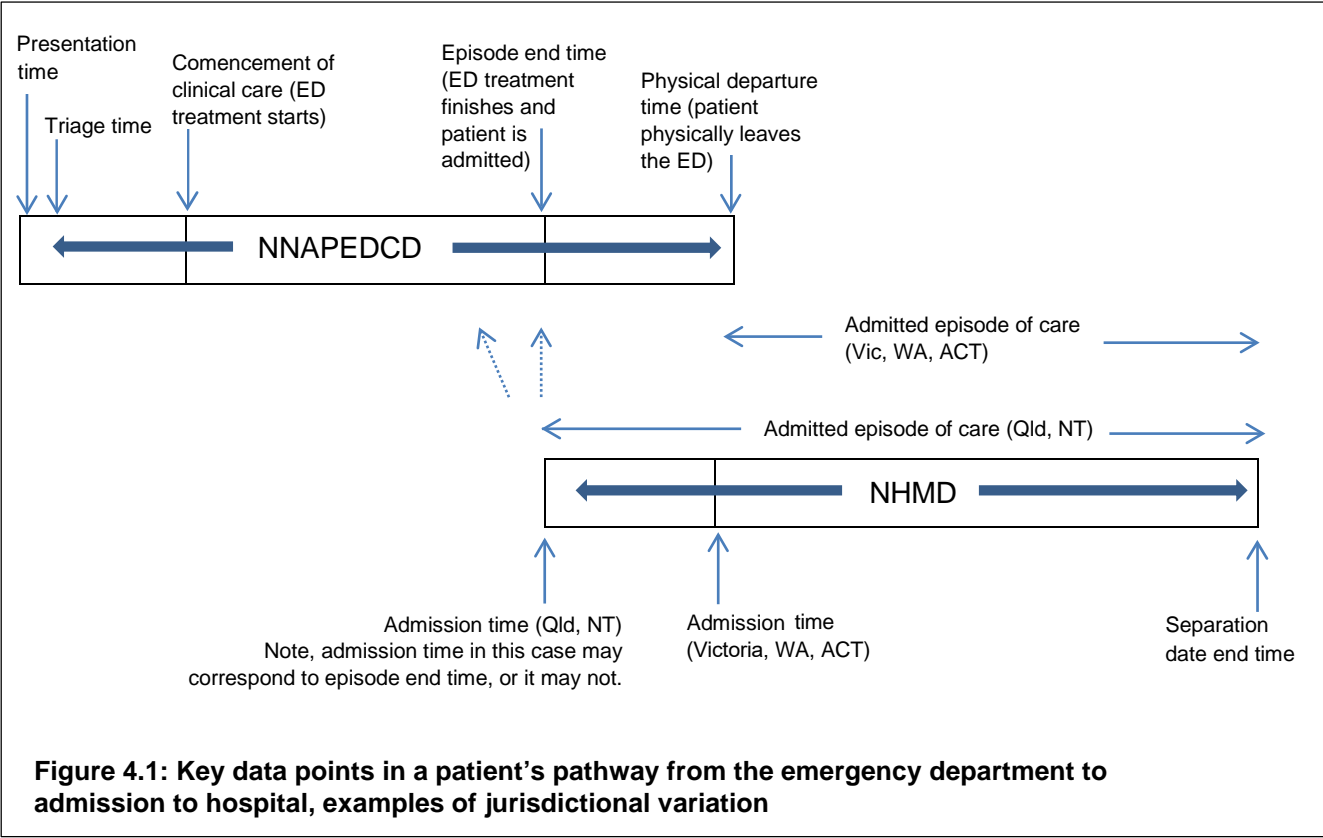 Presentation
time
Triage time
Comencement of
clinical care (ED
treatment starts)
Episode end time
(ED treatment
finishes and
patient is
admitted)
Physical departure
time (patient
physically leaves
the ED)
NNAPEDCD
Admitted episode of care
(Vic, WA, ACT)
Admitted episode of care (Qld, NT)
NHMD
Admission time (Qld, NT)
Note, admission time in this case may
correspond to episode end time, or it may not.
Admission time
(Victoria, WA, ACT)
Separation
date end time
Figure 4.1: Key data points in a patient’s pathway from the emergency department to
admission to hospital, examples of jurisdictional variation